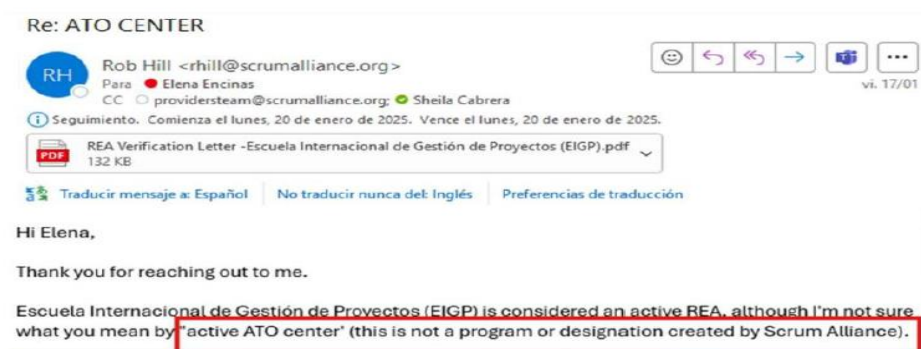 Re: ATO CENTER
RH
Rob Hill <rhill@scrumalliance.org>
Para Elena Encinas
CC providersteam@scrumalliance.org; Sheila Cabrera
vi. 17/01
Seguimiento. Comienza el lunes, 20 de enero de 2025. Vence el lunes, 20 de enero de 2025.
PDF
REA Verification Letter -Escuela Internacional de Gestión de Proyectos (EIGP).pdf
132 KB
Traducir mensaje a: Español No traducir nunca del: Inglés Preferencias de traducción
Hi Elena,
Thank you for reaching out to me.
Escuela Internacional de Gestión de Proyectos (EIGP) is considered an active REA, although I'm not sure
what you mean by "active ATO center" (this is not a program or designation created by Scrum Alliance).